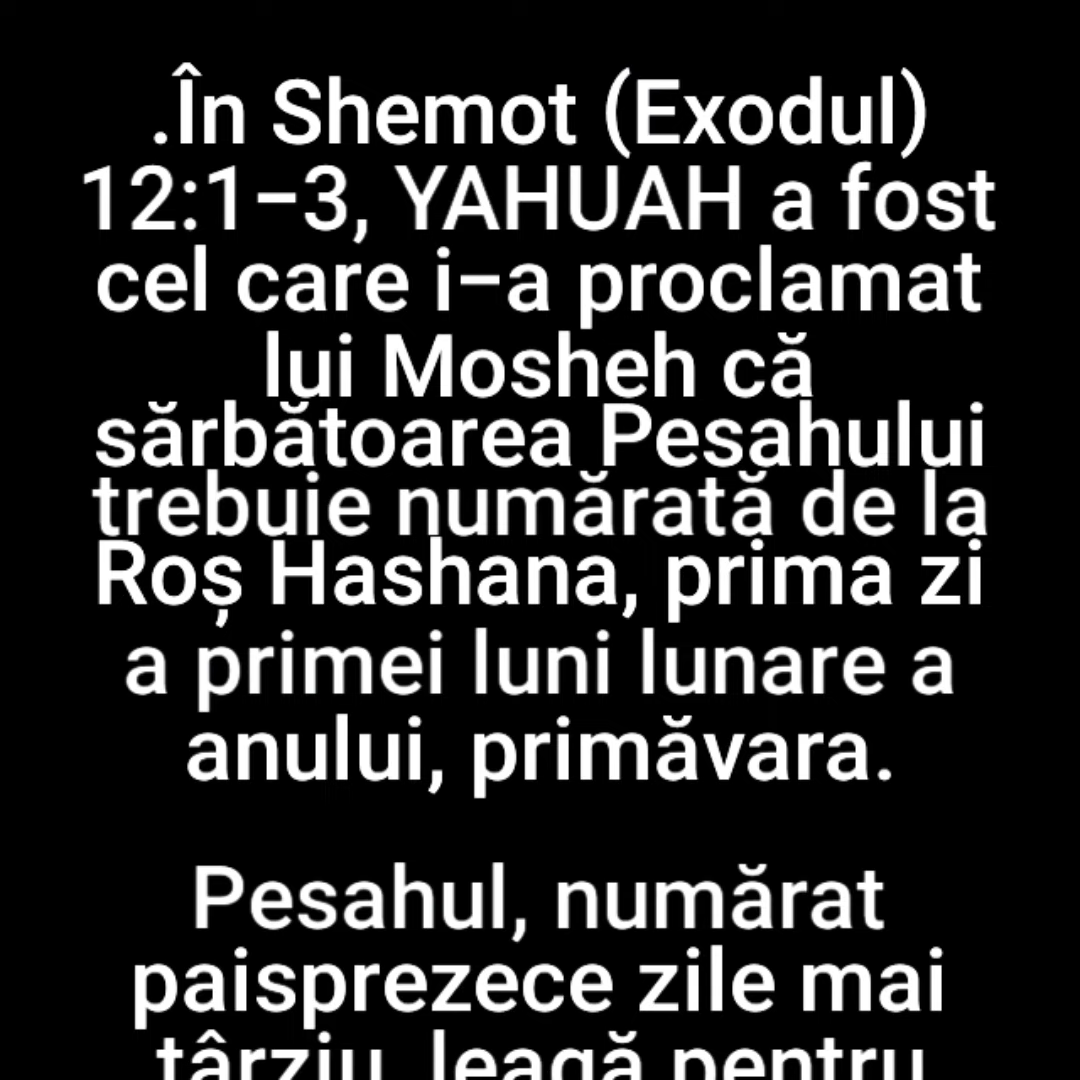 .În Shemot (Exodul)
12:1–3, YAHUAH a fost
cel care i–a proclamat
lui Mosheh că
sărbătoarea Pesahului
trebuie numărată de la
Roș Hashana, prima zi
a primei luni lunare a
anului, primăvara.
Pesahul, numărat
paisprezece zile mai
târziu, leagă pentru